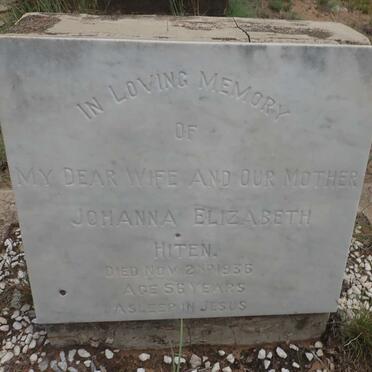 IN LOVING MEMORY
OF
MY DEAR WIFE AND OUR MOTHER
JOHANNA ELIZABETH
HITEN.
DIED NOV 2ND 1936
AGE 56 YEARS
ASLEEP IN JESUS